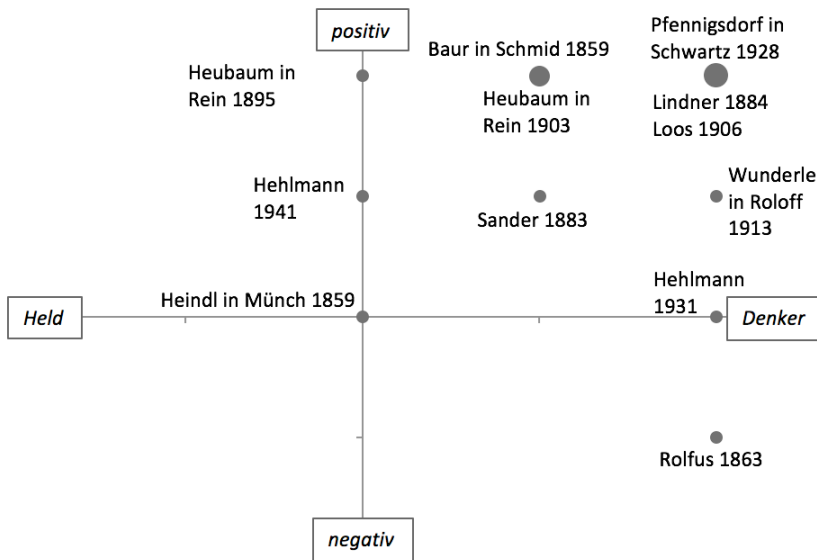 positiv
Pfennigsdorf in
Schwartz 1928
Baur in Schmid 1859
Heubaum in
Rein 1895
Heubaum in
Rein 1903
Lindner 1884
Loos 1906
Hehlmann
1941
Sander 1883
Wunderle
in Roloff
1913
Heindl in Münch 1859
Hehlmann
1931
Held
Denker
Rolfus 1863
negativ